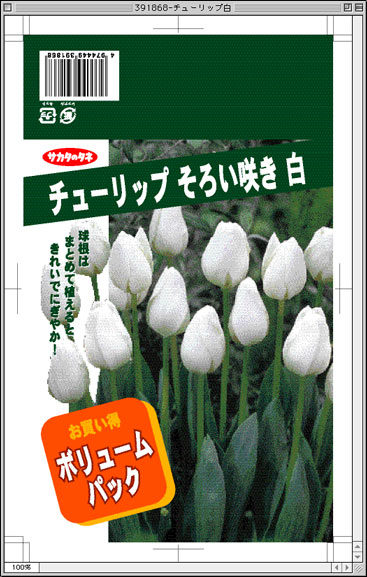 391868-チューリップ白
4 974449 391868
サカタのタネ
チューリップ そろい咲き 白
球根は
まとめて植えると、
きれいでにぎやか!
お買い得
ボリューム
パック
100%